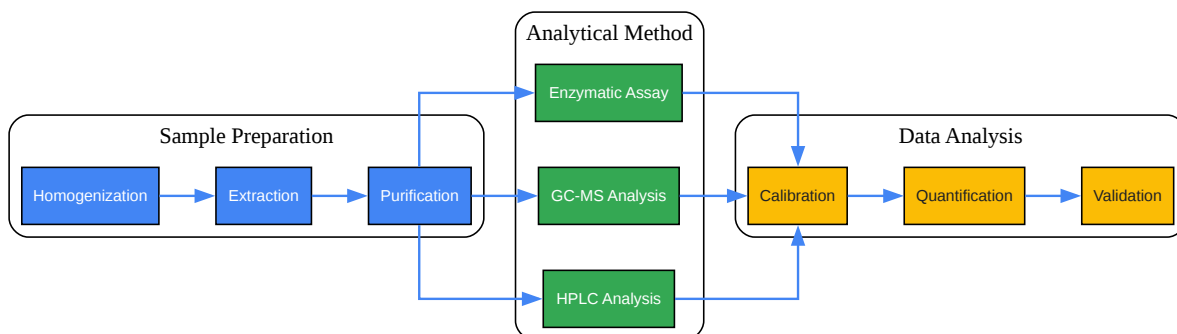 Analytical Method
Enzymatic Assay
Sample Preparation
Data Analysis
Homogenization
Extraction
Purification
GC-MS Analysis
Calibration
Quantification
Validation
HPLC Analysis